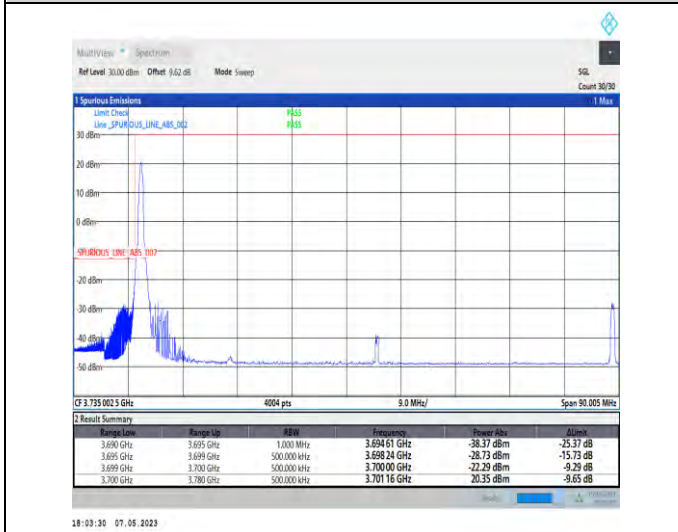 MultiView Spectrum
Ref Level 30.00 dBm Offset 9.62 dB Mode Sweep SGL
Count 30/30
1 Spurious Emissions 1 Max
Limit Check PASS
Line _SPURIOUS_LINE_ABS_002 PASS
30 dBm
20 dBm
10 dBm
0 dBm
_SPURIOUS_LINE_ABS_002
-20 dBm
-30 dBm
-40 dBm
-50 dBm
CF 3.735 002 5 GHz 4004 pts 9.0 MHz/ Span 90.005 MHz
2 Result Summary
Range Low Range Up RBW Frequency Power Abs ΔLimit
3.690 GHz 3.695 GHz 1.000 MHz 3.694 61 GHz -38.37 dBm -25.37 dB
3.695 GHz 3.699 GHz 500.000 kHz 3.698 24 GHz -28.73 dBm -15.73 dB
3.699 GHz 3.700 GHz 500.000 kHz 3.700 00 GHz -22.29 dBm -9.29 dB
3.700 GHz 3.780 GHz 500.000 kHz 3.701 16 GHz 20.35 dBm -9.65 dB
18:03:30 07.05.2023